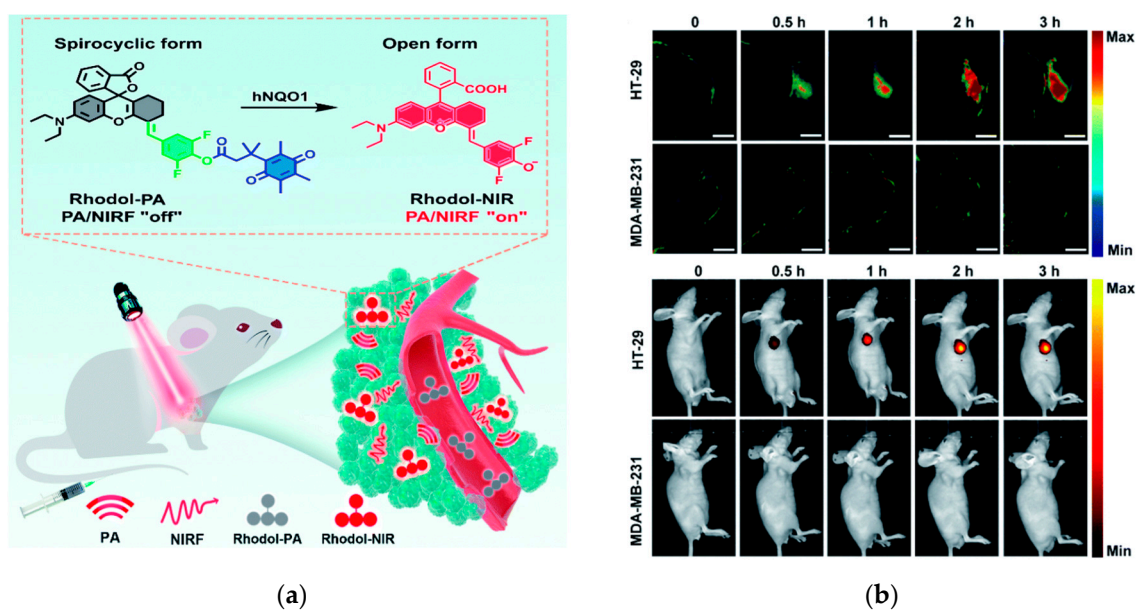 Spirocyclic form
Open form
O
O
COOH
hNQO1
N
O
N
O
+
F
F
O
O
O
O
F
F
O
-
Rhodol-PA
PA/NIRF "off"
Rhodol-NIR
PA/NIRF "on"
PA
NIRF
Rhodol-PA
Rhodol-NIR
(a)
0
0.5 h
1 h
2 h
3 h
HT-29
MDA-MB-231
Max
Min
0
0.5 h
1 h
2 h
3 h
HT-29
MDA-MB-231
Max
Min
(b)